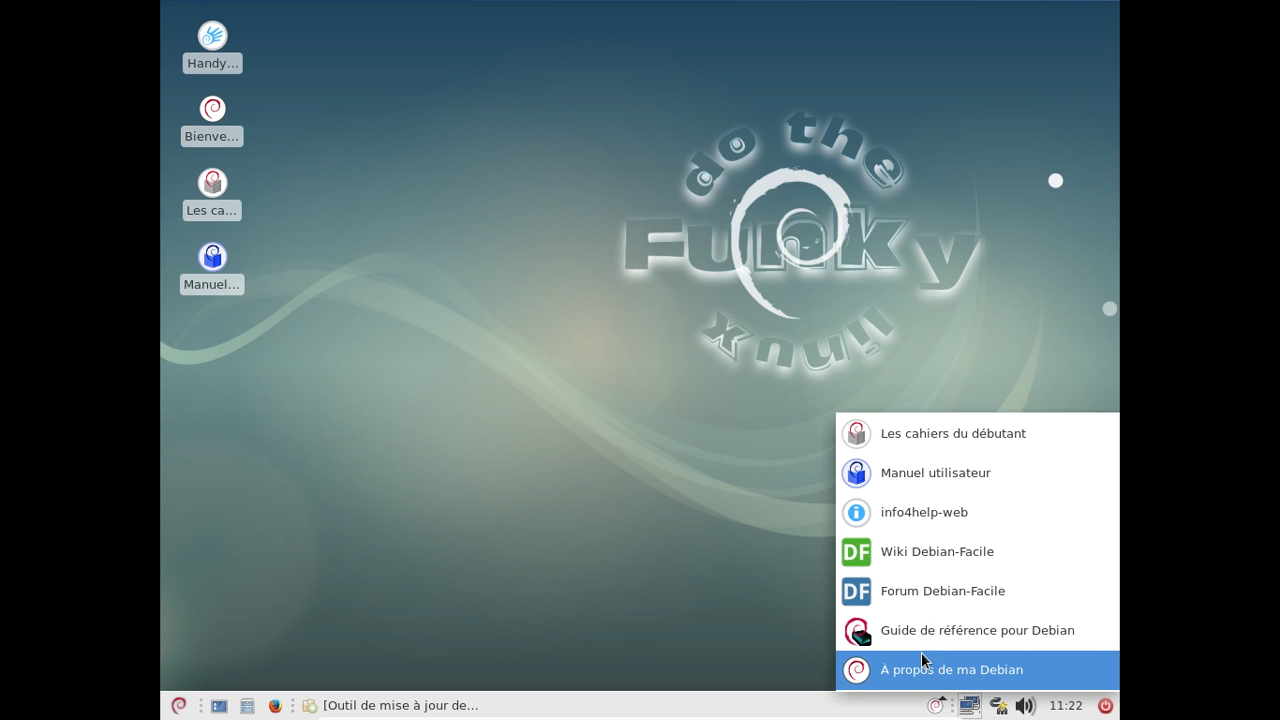 Handy...
Bienve...
Les ca...
Manuel...
do the
Funky
linux
Les cahiers du débutant
Manuel utilisateur
info4help-web
DF Wiki Debian-Facile
DF Forum Debian-Facile
Guide de référence pour Debian
À propos de ma Debian
[Outil de mise à jour de...
11:22